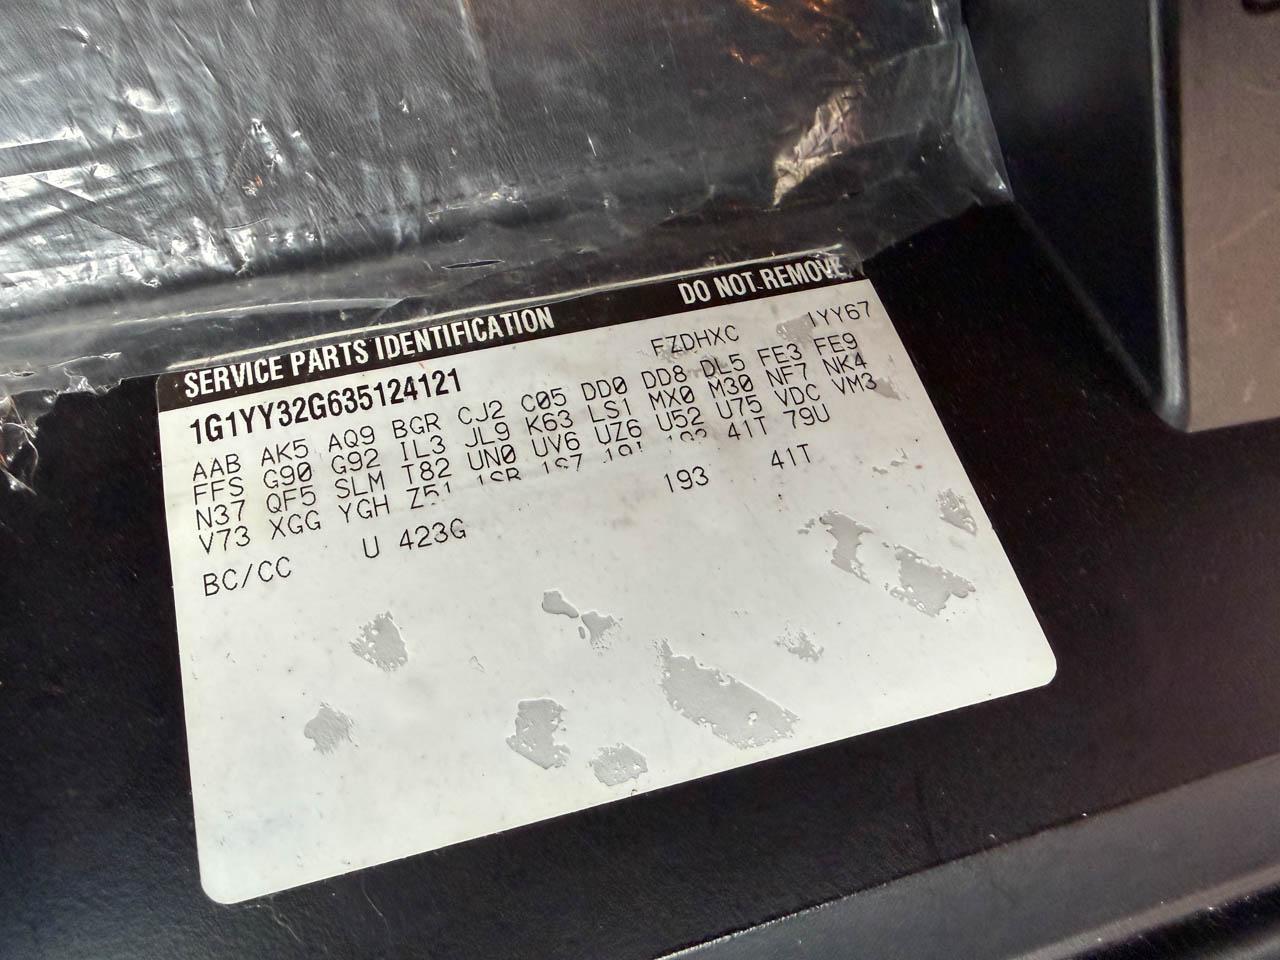 SERVICE PARTS IDENTIFICATION DO NOT REMOVE
1G1YY32G635124121 FZDHXC 1YY67
AAB AK5 AQ9 BGR CJ2 C05 DD0 DD8 DL5 FE3 FE9
FFS G90 G92 IL3 JL9 K63 LS1 MX0 M30 NF7 NK4
N37 QF5 SLM T82 UN0 UV6 UZ6 U52 U75 VDC VM3
V73 XGG YGH Z51 1SB 1S7 41T 79U
BC/CC U 423G 193 41T